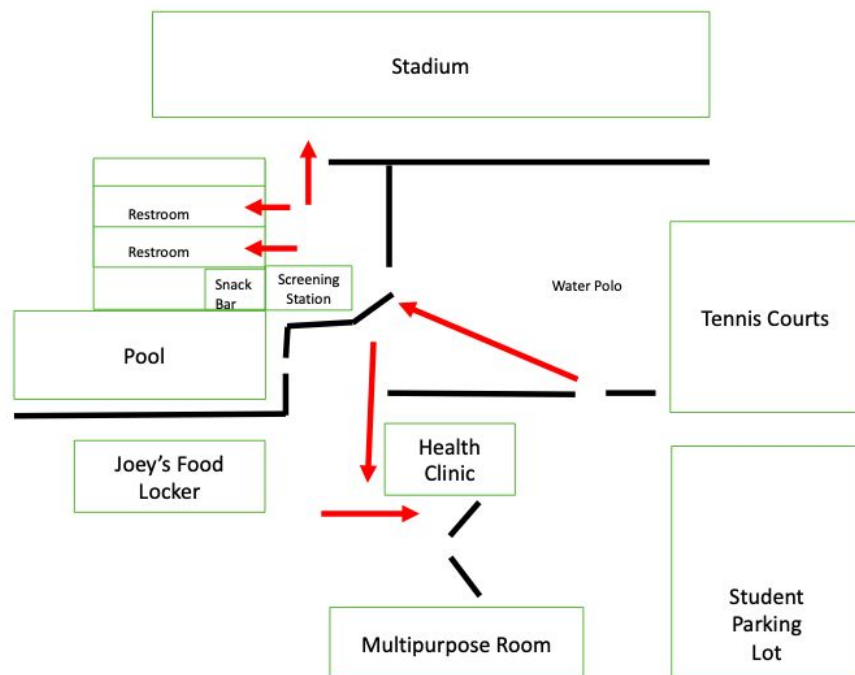 Stadium
Restroom
Restroom
Snack
Bar
Screening
Station
Water Polo
Tennis Courts
Pool
Joey’s Food
Locker
Health
Clinic
Multipurpose Room
Student
Parking
Lot